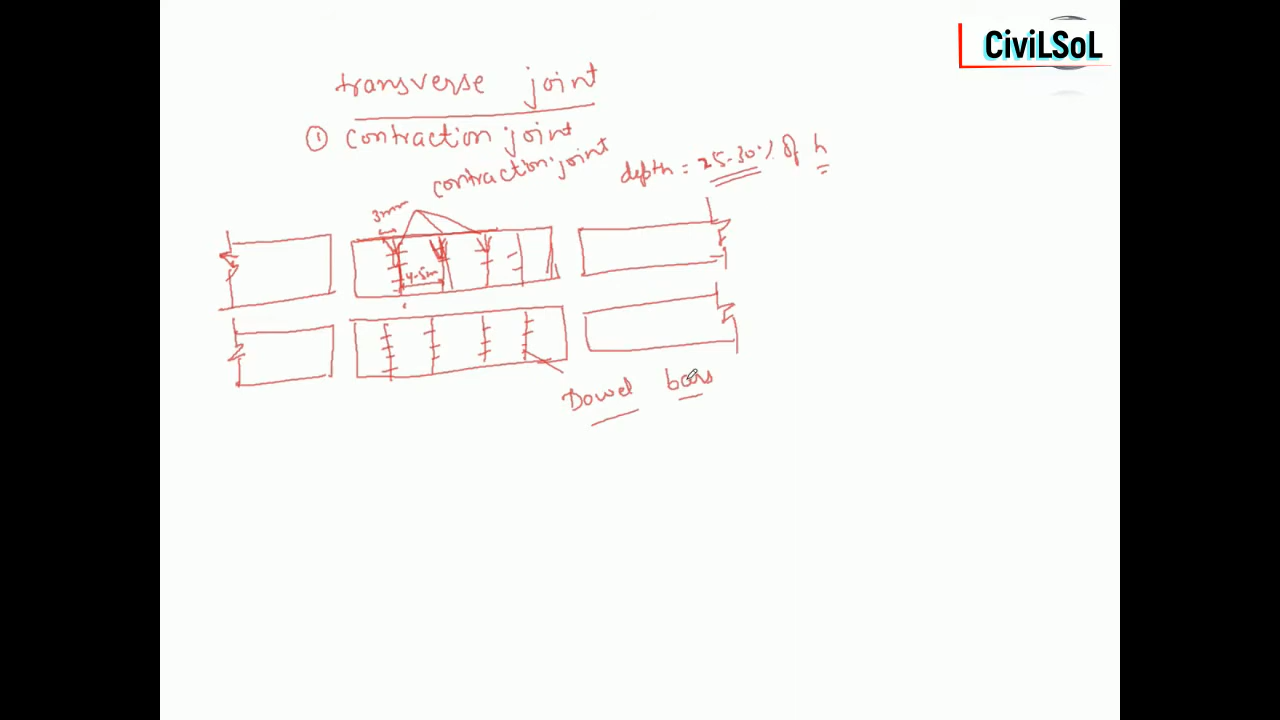 CiviLSoL
transverse joint
① contraction joint
contraction joint
depth = 25-30% of h
3mm
4-5m
Dowel bars